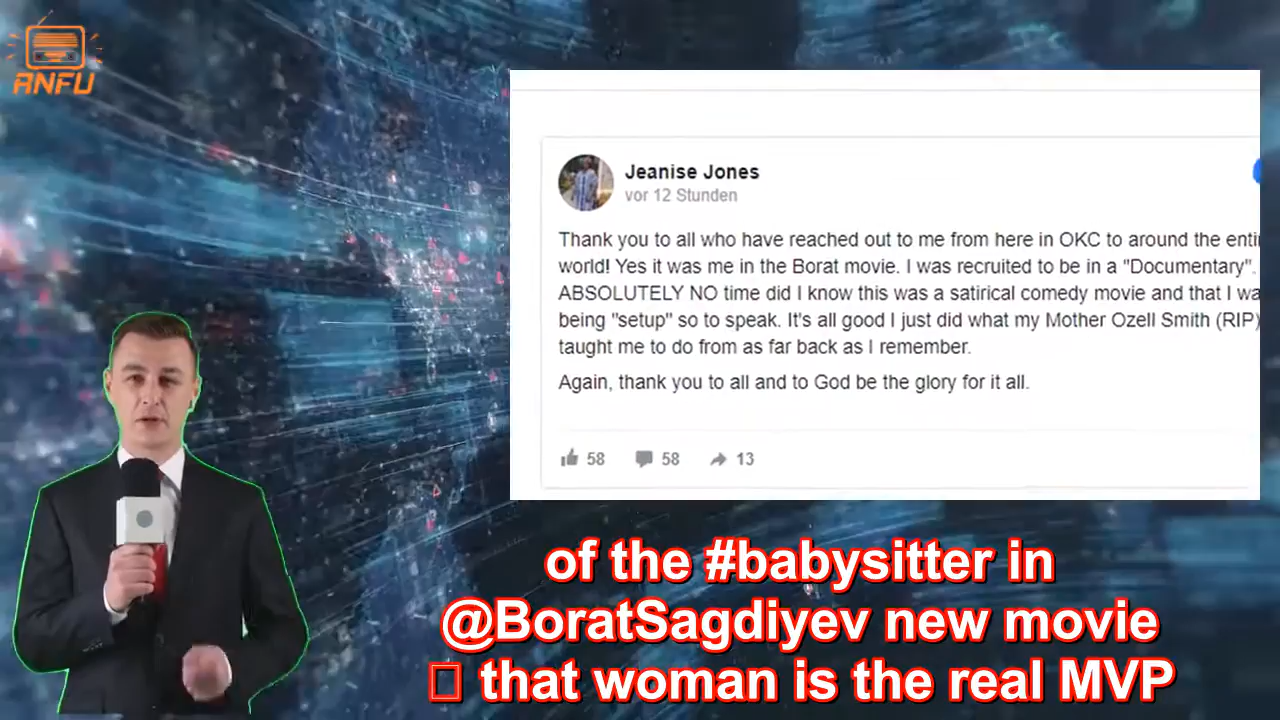 ANFU
Jeanise Jones
vor 12 Stunden
Thank you to all who have reached out to me from here in OKC to around the
world! Yes it was me in the Borat movie. I was recruited to be in a "Documentary".
ABSOLUTELY NO time did I know this was a satirical comedy movie and that I
being "setup" so to speak. It's all good I just did what my Mother Ozell Smith (RIP)
taught me to do from as far back as I remember.
Again, thank you to all and to God be the glory for it all.
58 58 13
of the #babysitter in
@BoratSagdiyev new movie
that woman is the real MVP